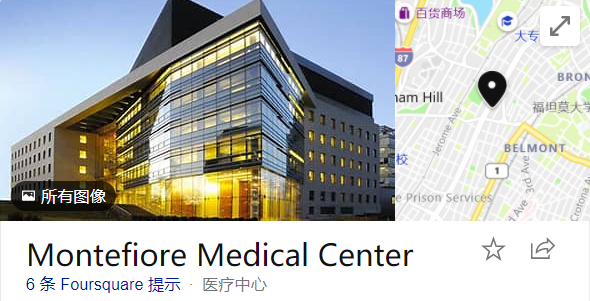 百货商场
大专
87
BRON
am Hill
福坦莫大学
Jerome Ave
校
BELMONT
1
3rd Ave
e Prison Services
Crotona
所有图像
Montefiore Medical Center
6 条 Foursquare 提示 · 医疗中心